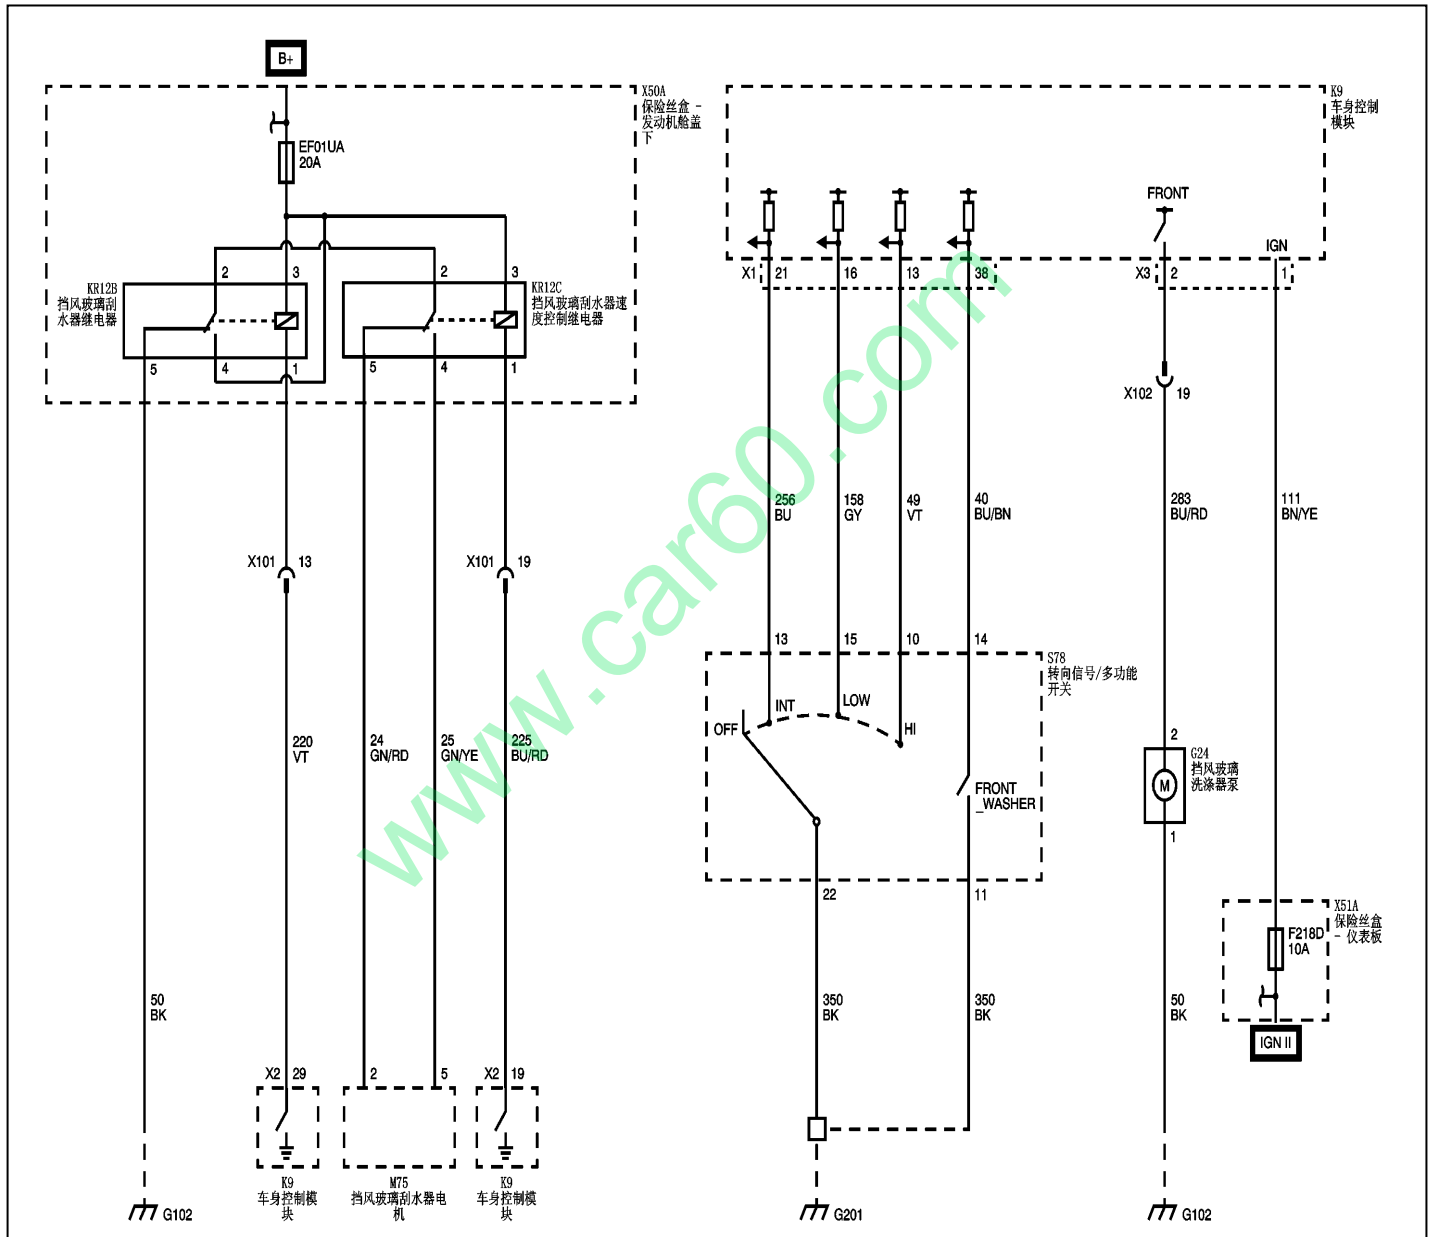 B+
X50A
保险丝盒 -
发动机舱盖
下
EF01UA
20A
2
3
2
3
KR12B
挡风玻璃刮
水器继电器
KR12C
挡风玻璃刮水器速
度控制继电器
5
4
1
5
4
1
X101
13
X101
19
220
VT
24
GN/RD
25
GN/YE
225
BU/RD
50
BK
X2
29
2
5
X2
19
K9
车身控制模
块
M75
挡风玻璃刮水器电
机
K9
车身控制模
块
G102
K9
车身控制
模块
FRONT
IGN
X1
21
16
13
38
X3
2
1
X102
19
256
BU
158
GY
49
VT
40
BU/BN
283
BU/RD
111
BN/YE
13
15
10
14
S78
转向信号/多功能
开关
OFF
INT
LOW
HI
FRONT
_WASHER
22
11
2
G24
挡风玻璃
洗涤器泵
M
1
X51A
保险丝盒
- 仪表板
F218D
10A
350
BK
350
BK
50
BK
IGN II
G201
G102
www.car60.com